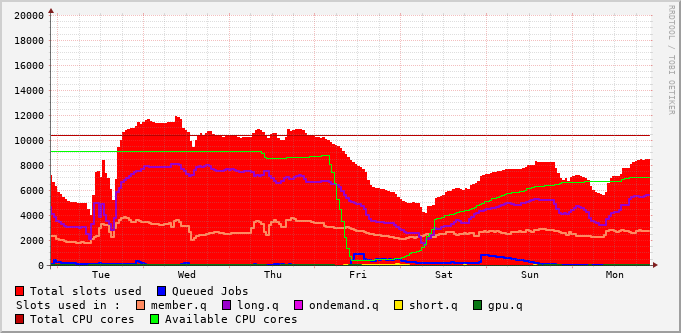 20000
18000
16000
14000
12000
10000
8000
6000
4000
2000
0
Tue Wed Thu Fri Sat Sun Mon
RRDTOOL / TOBI OETIKER
Total slots used Queued Jobs
Slots used in : member.q long.q ondemand.q short.q gpu.q
Total CPU cores Available CPU cores